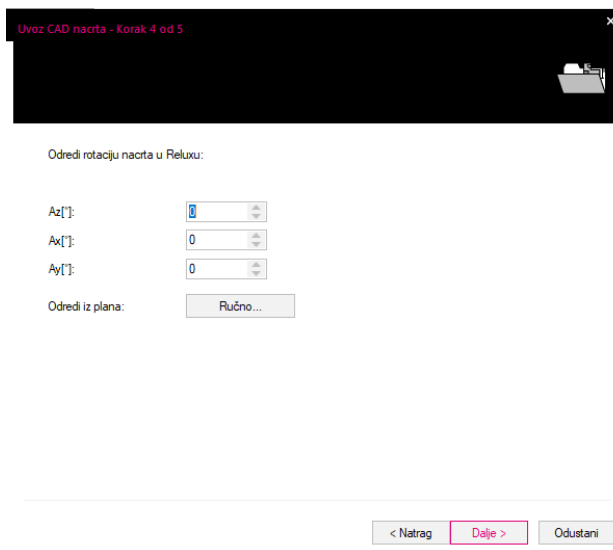 Uvoz CAD nacrta - Korak 4 od 5
Odredi rotaciju nacrta u Reluxu:
Az[°]: 0
Ax[°]: 0
Ay[°]: 0
Odredi iz plana: Ručno...
< Natrag Dalje > Odustani